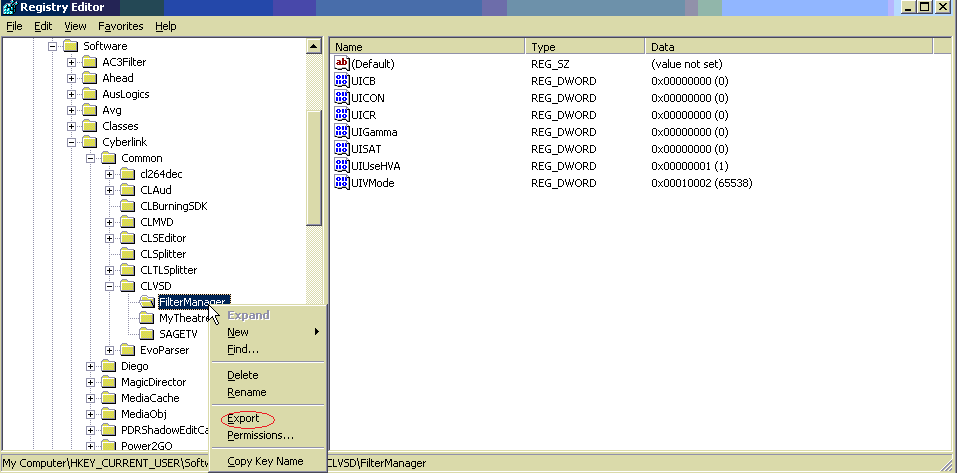 Registry Editor
File Edit View Favorites Help
Software
AC3Filter
Ahead
AusLogics
Avg
Classes
Cyberlink
Common
cl264dec
CLAud
CLBurningSDK
CLMVD
CLSEditor
CLSplitter
CLTLSplitter
CLVSD
FilterManager
MyTheatre
SAGETV
EvoParser
Diego
MagicDirector
MediaCache
MediaObj
PDRShadowEditCa
Power2GO
Expand
New
Find...
Delete
Rename
Export
Permissions...
Copy Key Name
Name Type Data
ab (Default) REG_SZ (value not set)
UICB REG_DWORD 0x00000000 (0)
UICON REG_DWORD 0x00000000 (0)
UICR REG_DWORD 0x00000000 (0)
UIGamma REG_DWORD 0x00000000 (0)
UISAT REG_DWORD 0x00000000 (0)
UIUseHVA REG_DWORD 0x00000001 (1)
UIVMode REG_DWORD 0x00010002 (65538)
My Computer\HKEY_CURRENT_USER\Softw CLVSD\FilterManager